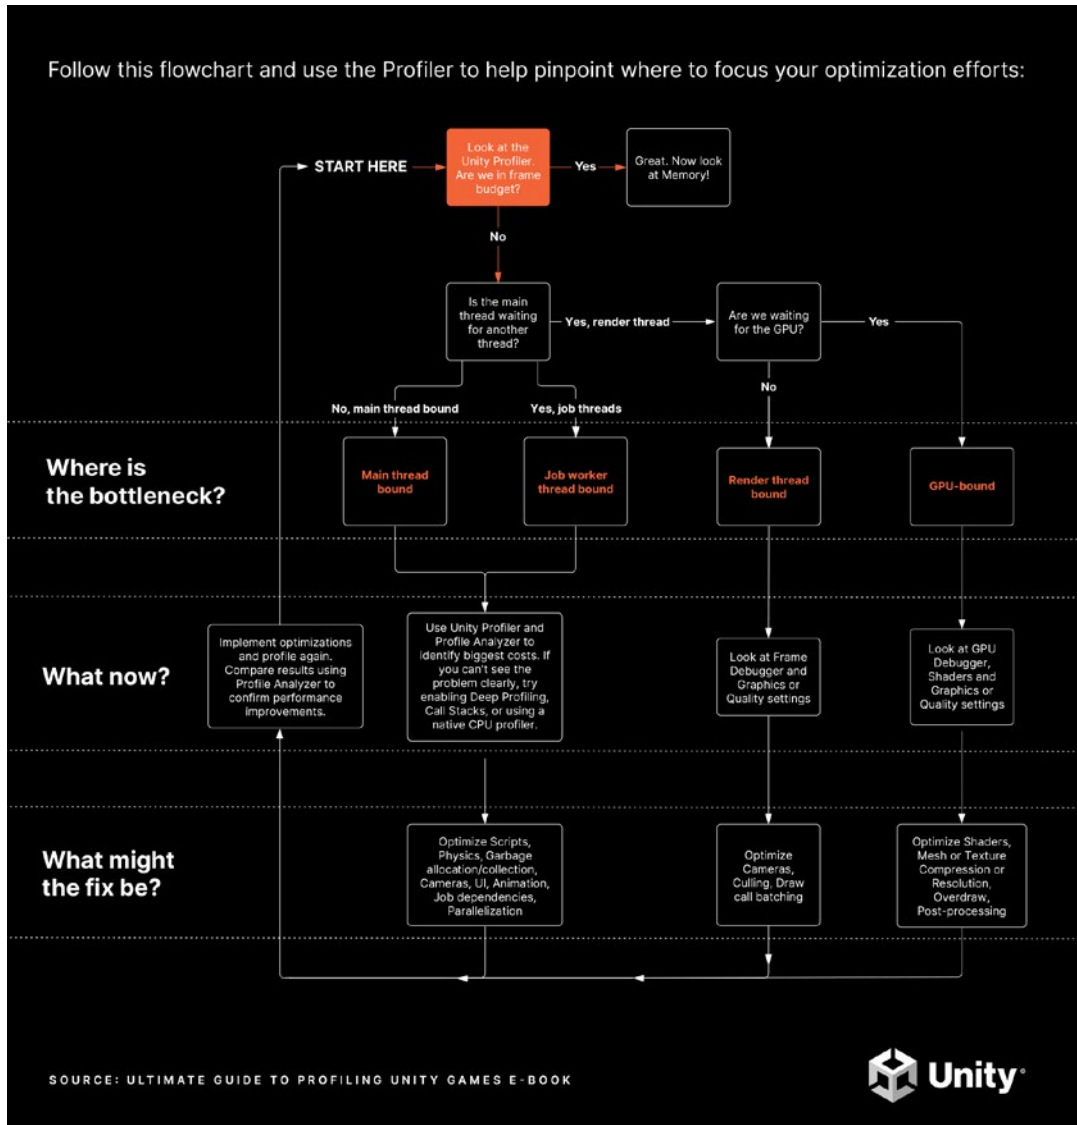 Follow this flowchart and use the Profiler to help pinpoint where to focus your optimization efforts:
START HERE
Look at the
Unity Profiler.
Are we in frame
budget?
Yes
Great. Now look
at Memory!
No
Is the main
thread waiting
for another
thread?
Yes, render thread
Are we waiting
for the GPU?
Yes
No, main thread bound
Yes, job threads
No
Where is
the bottleneck?
Main thread
bound
Job worker
thread bound
Render thread
bound
GPU-bound
What now?
Implement optimizations
and profile again.
Compare results using
Profile Analyzer to
confirm performance
improvements.
Use Unity Profiler and
Profile Analyzer to
identify biggest costs. If
you can't see the
problem clearly, try
enabling Deep Profiling,
Call Stacks, or using a
native CPU profiler.
Look at Frame
Debugger and
Graphics or
Quality settings
Look at GPU
Debugger,
Shaders and
Graphics or
Quality settings
What might
the fix be?
Optimize Scripts,
Physics, Garbage
allocation/collection,
Cameras, UI, Animation,
Job dependencies,
Parallelization
Optimize
Cameras,
Culling, Draw
call batching
Optimize Shaders,
Mesh or Texture
Compression or
Resolution,
Overdraw,
Post-processing
SOURCE: ULTIMATE GUIDE TO PROFILING UNITY GAMES E-BOOK
Unity